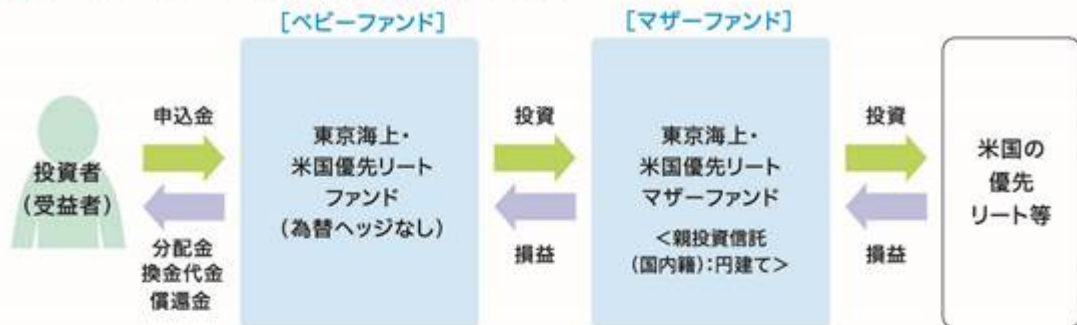 [ベビーファンド]
[マザーファンド]
投資者
(受益者)
申込金
分配金
換金代金
償還金
東京海上・
米国優先リート
ファンド
(為替ヘッジなし)
投資
損益
東京海上・
米国優先リート
マザーファンド
<親投資信託
(国内籍):円建て>
投資
損益
米国の
優先
リート等